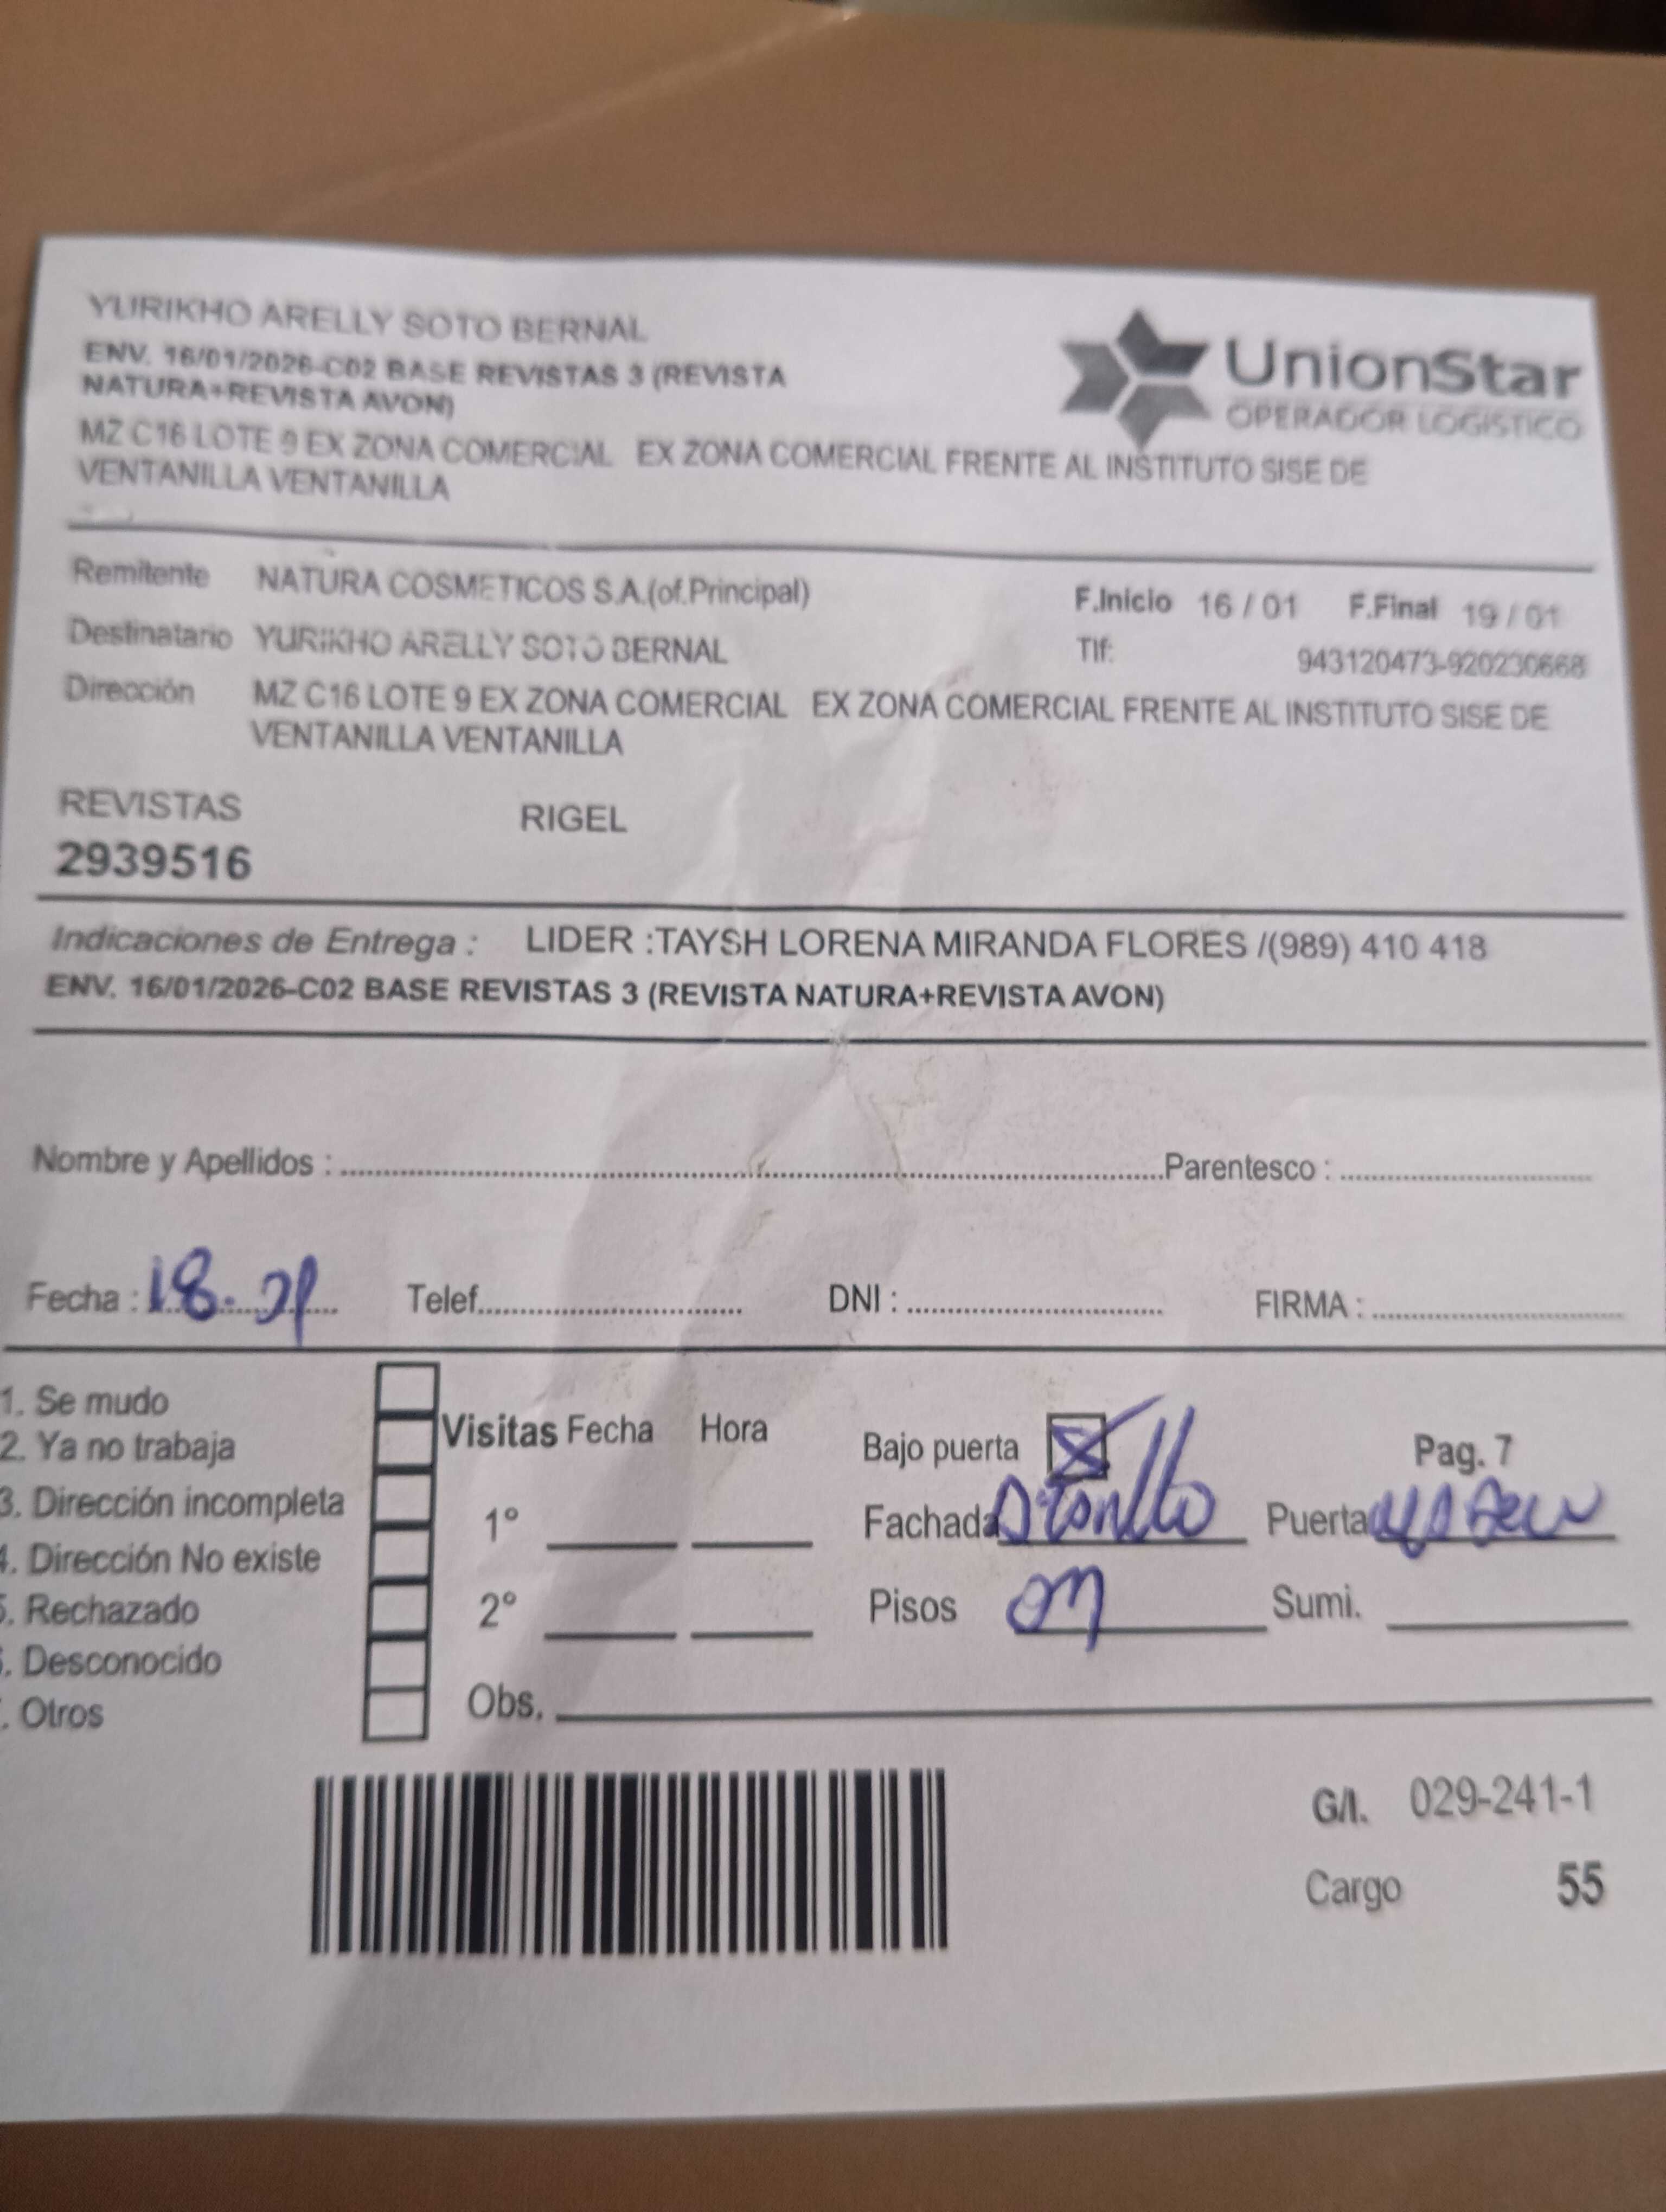 YURIKHO ARELLY SOTO BERNAL
ENV. 16/01/2026-C02 BASE REVISTAS 3 (REVISTA
NATURA+REVISTA AVON)
MZ C16 LOTE 9 EX ZONA COMERCIAL EX ZONA COMERCIAL FRENTE AL INSTITUTO SISE DE
VENTANILLA VENTANILLA
UnionStar
OPERADOR LOGISTICO
Remitente NATURA COSMETICOS S.A.(of.Principal) F.Inicio 16 / 01 F.Final 19 / 01
Destinatario YURIKHO ARELLY SOTO BERNAL Tlf: 943120473-920230668
Dirección MZ C16 LOTE 9 EX ZONA COMERCIAL EX ZONA COMERCIAL FRENTE AL INSTITUTO SISE DE
VENTANILLA VENTANILLA
REVISTAS RIGEL
2939516
Indicaciones de Entrega : LIDER :TAYSH LORENA MIRANDA FLORES /(989) 410 418
ENV. 16/01/2026-C02 BASE REVISTAS 3 (REVISTA NATURA+REVISTA AVON)
Nombre y Apellidos : Parentesco :
Fecha : 18. 01 Telef. DNI : FIRMA :
1. Se mudo
2. Ya no trabaja
3. Dirección incompleta
. Dirección No existe
. Rechazado
. Desconocido
. Otros
Visitas Fecha Hora
1°
2°
Obs.
Bajo puerta Pag. 7
Fachada Puerta
Pisos Sumi.
G/I. 029-241-1
Cargo 55